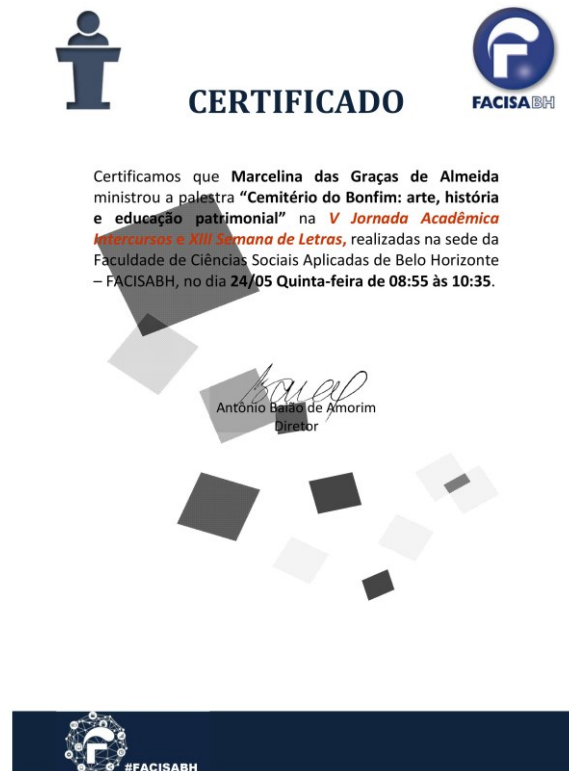 FACISABH
CERTIFICADO
Certificamos que Marcelina das Graças de Almeida
ministrou a palestra “Cemitério do Bonfim: arte, história
e educação patrimonial” na V Jornada Acadêmica
Intercursos e XIII Semana de Letras, realizadas na sede da
Faculdade de Ciências Sociais Aplicadas de Belo Horizonte
– FACISABH, no dia 24/05 Quinta-feira de 08:55 às 10:35.
Antônio Baião de Amorim
Diretor
#FACISABH